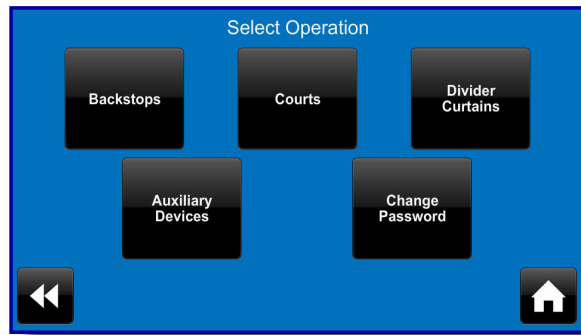 Select Operation
Backstops
Courts
Divider
Curtains
Auxiliary
Devices
Change
Password